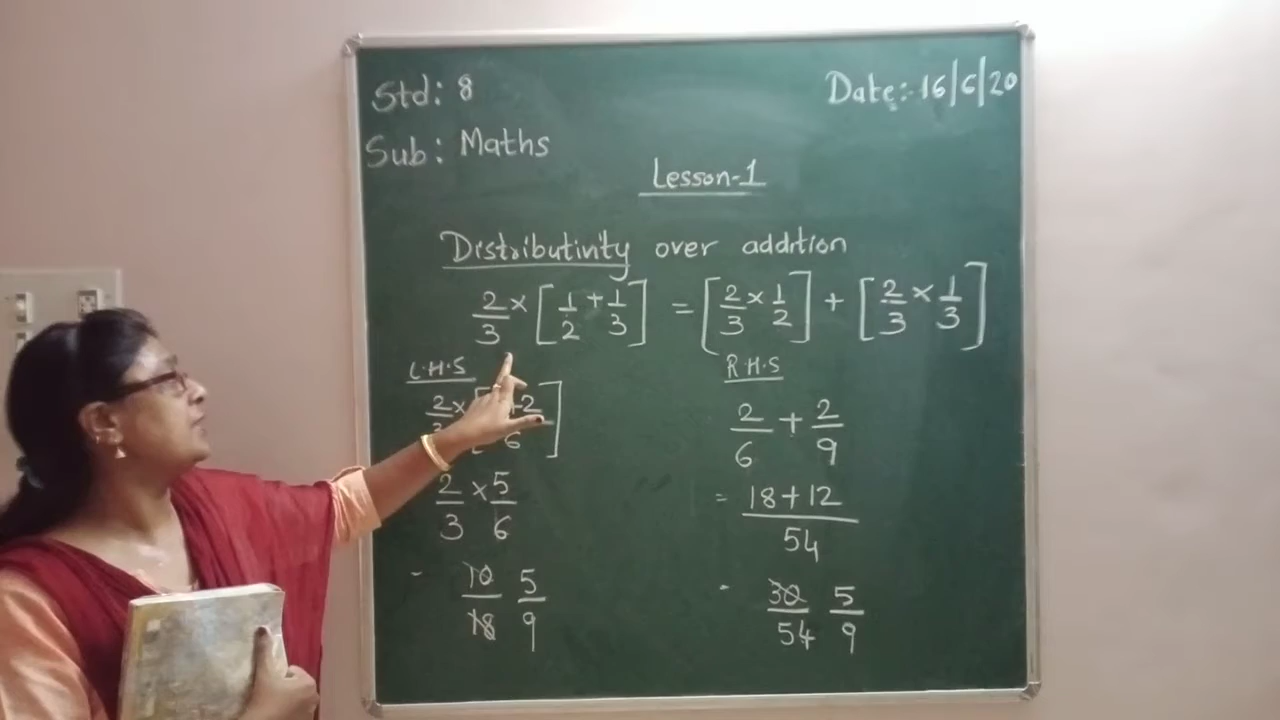 Std: 8
Date:- 16/6/20
Sub: Maths
Lesson-1
Distributivity over addition
2/3 × [1/2 + 1/3] = [2/3 × 1/2] + [2/3 × 1/3]
L.H.S
2/3 × [+2/6]
2/3 × 5/6
- 10/18 5/9
R.H.S
2/6 + 2/9
= 18+12/54
- 30/54 5/9